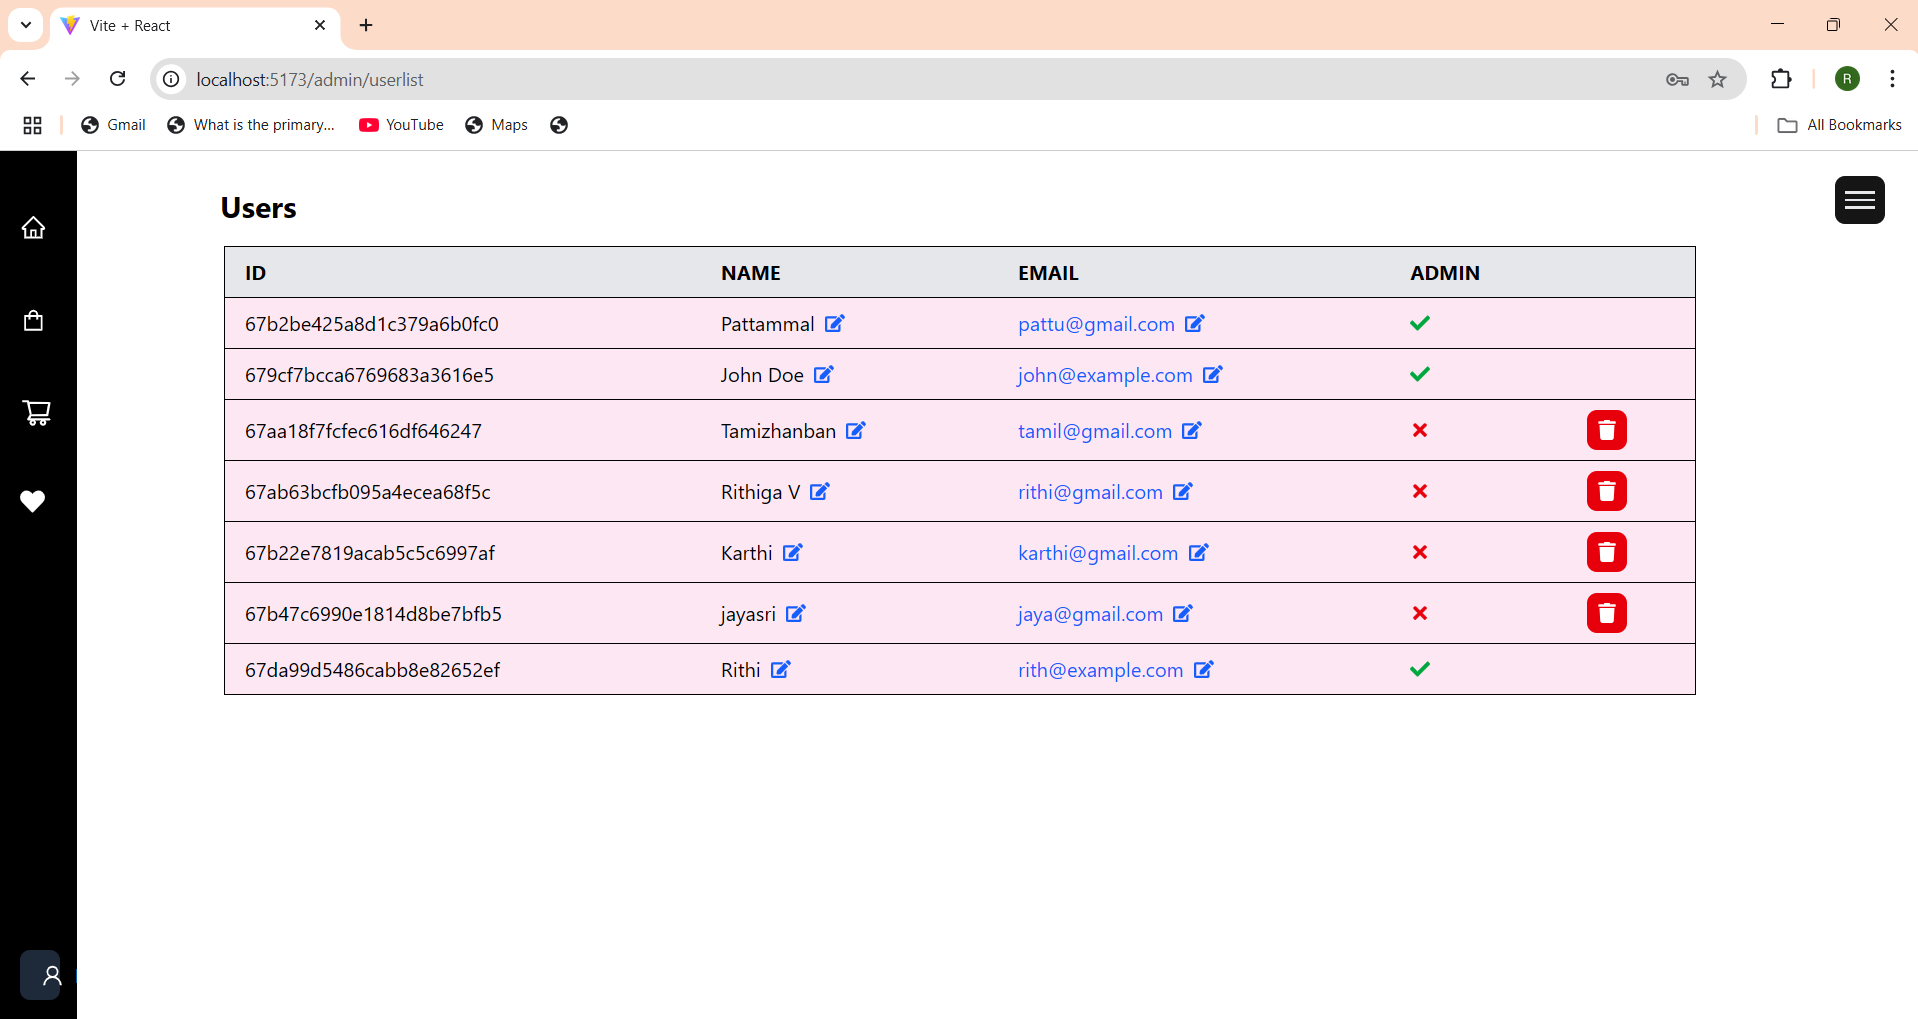 Vite + React
localhost:5173/admin/userlist
R
Gmail What is the primary... YouTube Maps All Bookmarks
Users
ID NAME EMAIL ADMIN
67b2be425a8d1c379a6b0fc0 Pattammal pattu@gmail.com
679cf7bcca6769683a3616e5 John Doe john@example.com
67aa18f7fcfec616df646247 Tamizhanban tamil@gmail.com
67ab63bcfb095a4ecea68f5c Rithiga V rithi@gmail.com
67b22e7819acab5c5c6997af Karthi karthi@gmail.com
67b47c6990e1814d8be7bfb5 jayasri jaya@gmail.com
67da99d5486cabb8e82652ef Rithi rith@example.com